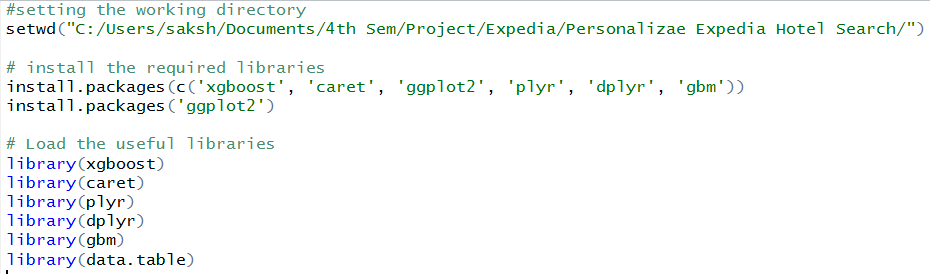 #setting the working directory
setwd("C:/Users/saksh/Documents/4th Sem/Project/Expedia/Personalizae Expedia Hotel Search/")
# install the required libraries
install.packages(c('xgboost', 'caret', 'ggplot2', 'plyr', 'dplyr', 'gbm'))
install.packages('ggplot2')
# Load the useful libraries
library(xgboost)
library(caret)
library(plyr)
library(dplyr)
library(gbm)
library(data.table)